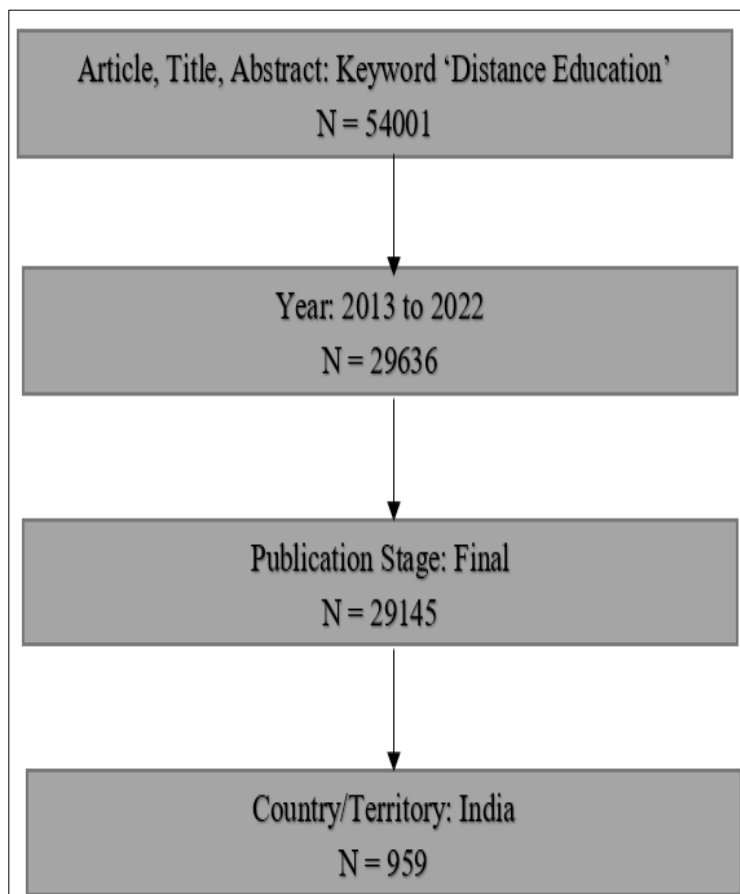 Article, Title, Abstract: Keyword ‘Distance Education’
N = 54001
Year: 2013 to 2022
N = 29636
Publication Stage: Final
N = 29145
Country/Territory: India
N = 959